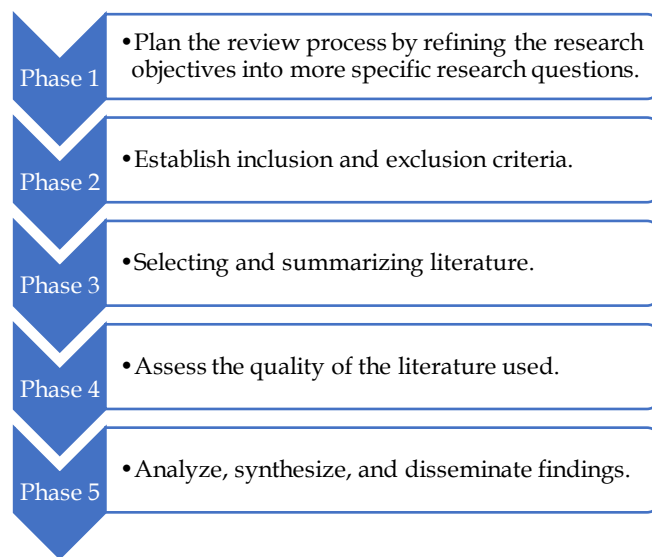 Phase 1
•Plan the review process by refining the research
objectives into more specific research questions.
Phase 2
•Establish inclusion and exclusion criteria.
Phase 3
•Selecting and summarizing literature.
Phase 4
•Assess the quality of the literature used.
Phase 5
•Analyze, synthesize, and disseminate findings.